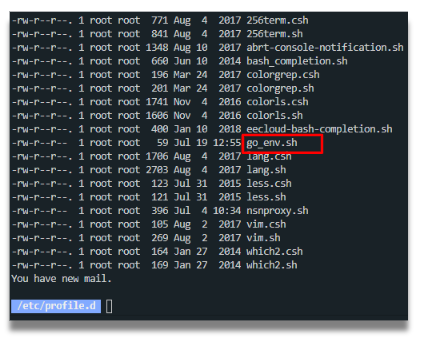 -rw-r--r--. 1 root root 771 Aug 4 2017 256term.csh
-rw-r--r--. 1 root root 841 Aug 4 2017 256term.sh
-rw-r--r--. 1 root root 1348 Aug 10 2017 abrt-console-notification.sh
-rw-r--r--. 1 root root 660 Jun 10 2014 bash_completion.sh
-rw-r--r--. 1 root root 196 Mar 24 2017 colorgrep.csh
-rw-r--r--. 1 root root 201 Mar 24 2017 colorgrep.sh
-rw-r--r--. 1 root root 1741 Nov 4 2016 colorls.csh
-rw-r--r--. 1 root root 1606 Nov 4 2016 colorls.sh
-rw-r--r--. 1 root root 400 Jan 10 2018 eecloud-bash-completion.sh
-rw-r--r-- 1 root root 59 Jul 19 12:55 go_env.sh
-rw-r--r--. 1 root root 1706 Aug 4 2017 lang.csh
-rw-r--r--. 1 root root 2703 Aug 4 2017 lang.sh
-rw-r--r--. 1 root root 123 Jul 31 2015 less.csh
-rw-r--r--. 1 root root 121 Jul 31 2015 less.sh
-rw-r--r-- 1 root root 396 Jul 4 10:34 nsnproxy.sh
-rw-r--r--. 1 root root 105 Aug 2 2017 vim.csh
-rw-r--r--. 1 root root 269 Aug 2 2017 vim.sh
-rw-r--r--. 1 root root 164 Jan 27 2014 which2.csh
-rw-r--r--. 1 root root 169 Jan 27 2014 which2.sh
You have new mail.
/etc/profile.d